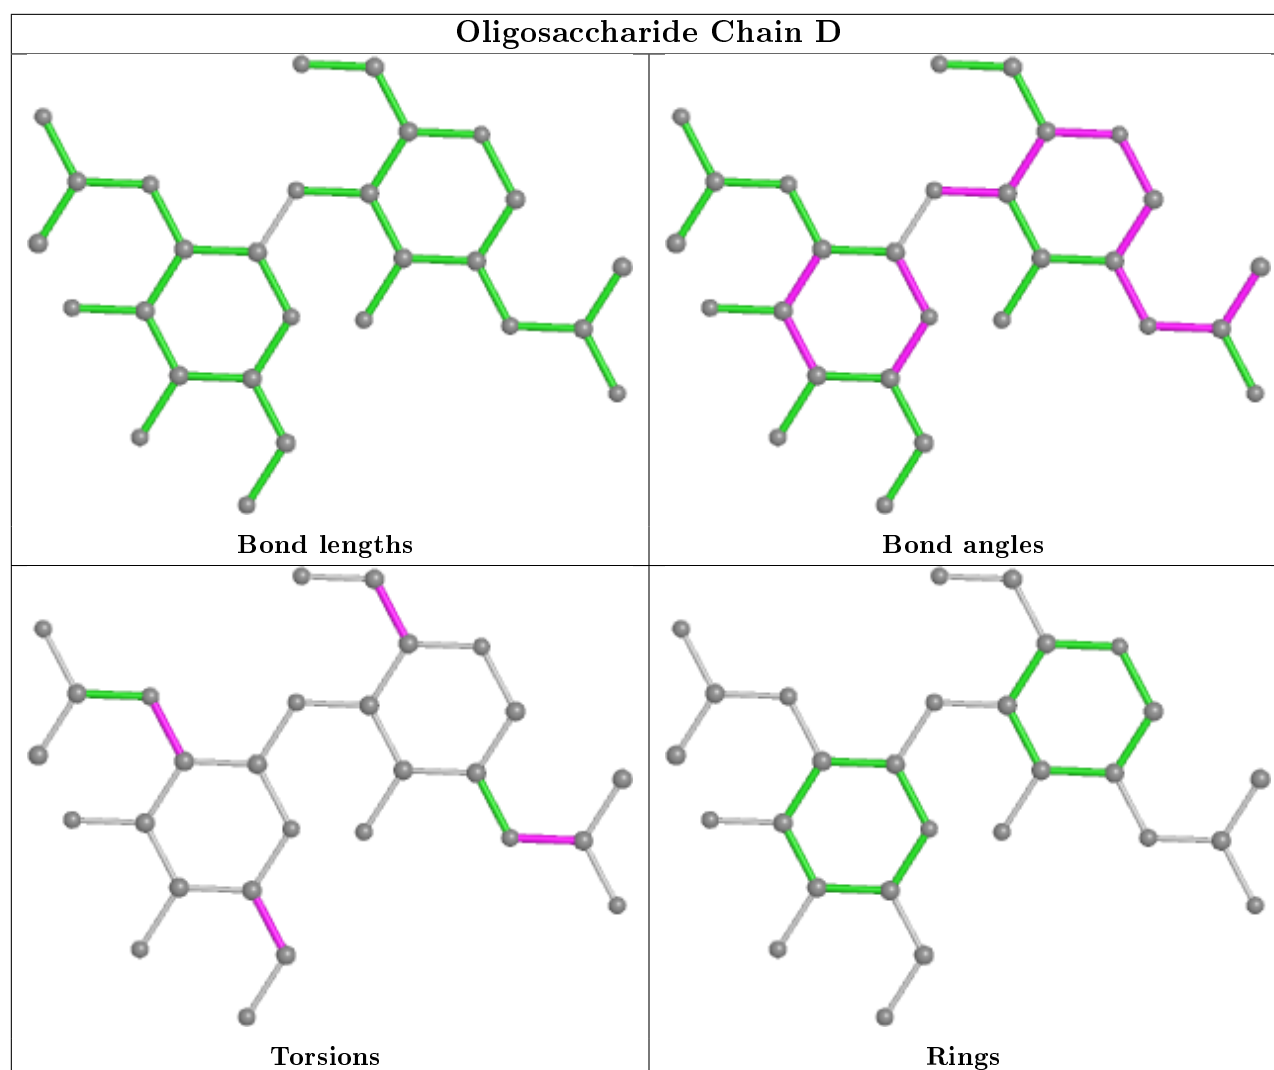 Oligosaccharide Chain D
Bond lengths
Bond angles
Torsions
Rings